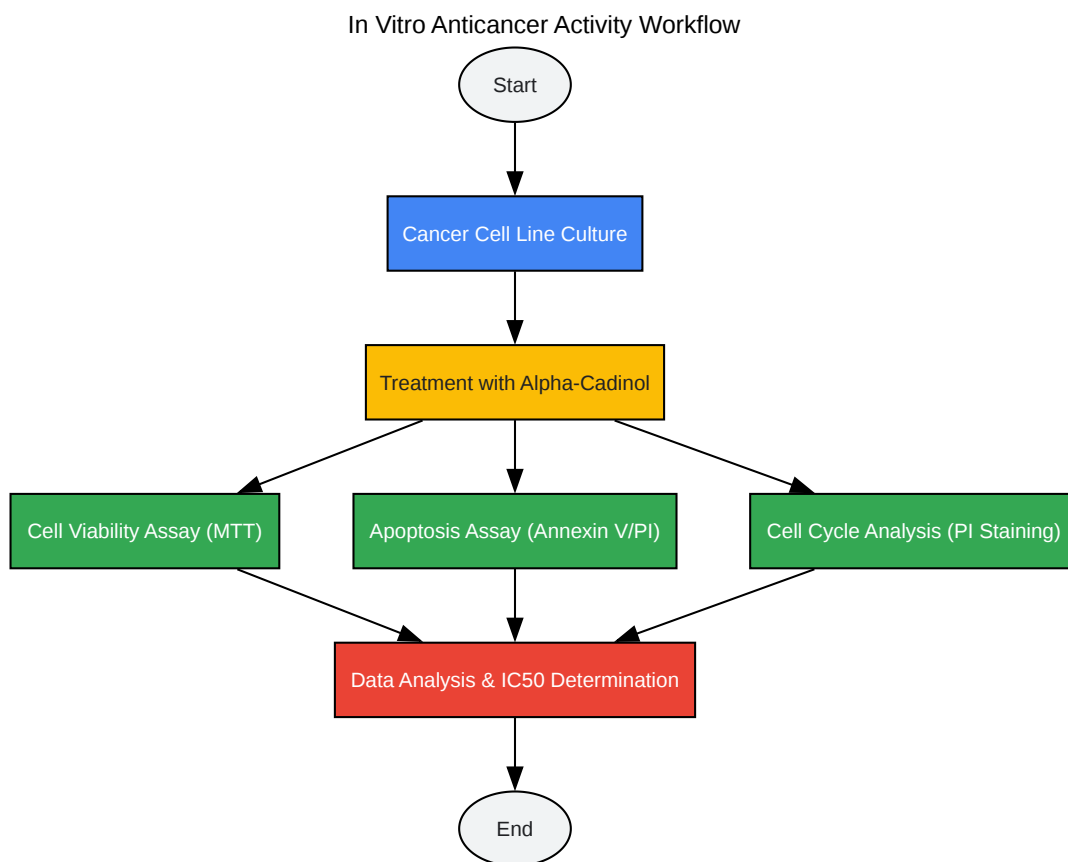 In Vitro Anticancer Activity Workflow
Start
Cancer Cell Line Culture
Treatment with Alpha-Cadinol
Cell Viability Assay (MTT)
Apoptosis Assay (Annexin V/PI)
Cell Cycle Analysis (PI Staining)
Data Analysis & IC50 Determination
End